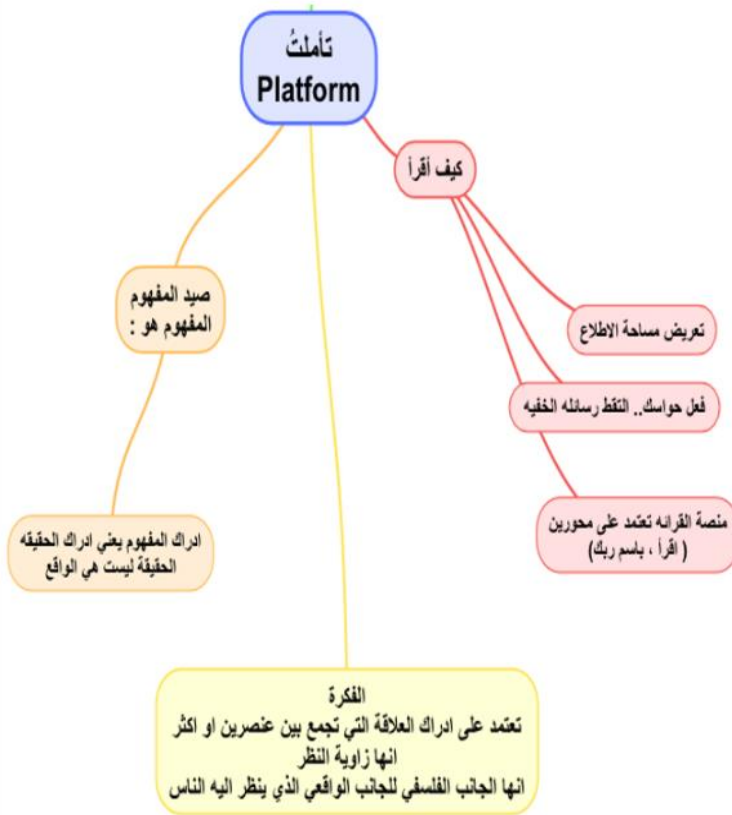 تأملتُ
Platform
كيف أقرأ
تعريض مساحة الاطلاع
فعل حواسك.. التقط رسائله الخفيه
منصة القرائه تعتمد على محورين
( اقرأ ، باسم ربك)
صيد المفهوم
المفهوم هو :
ادراك المفهوم يعني ادراك الحقيقه
الحقيقة ليست هي الواقع
الفكرة
تعتمد على ادراك العلاقة التي تجمع بين عنصرين او اكثر
انها زاوية النظر
انها الجانب الفلسفي للجانب الواقعي الذي ينظر اليه الناس